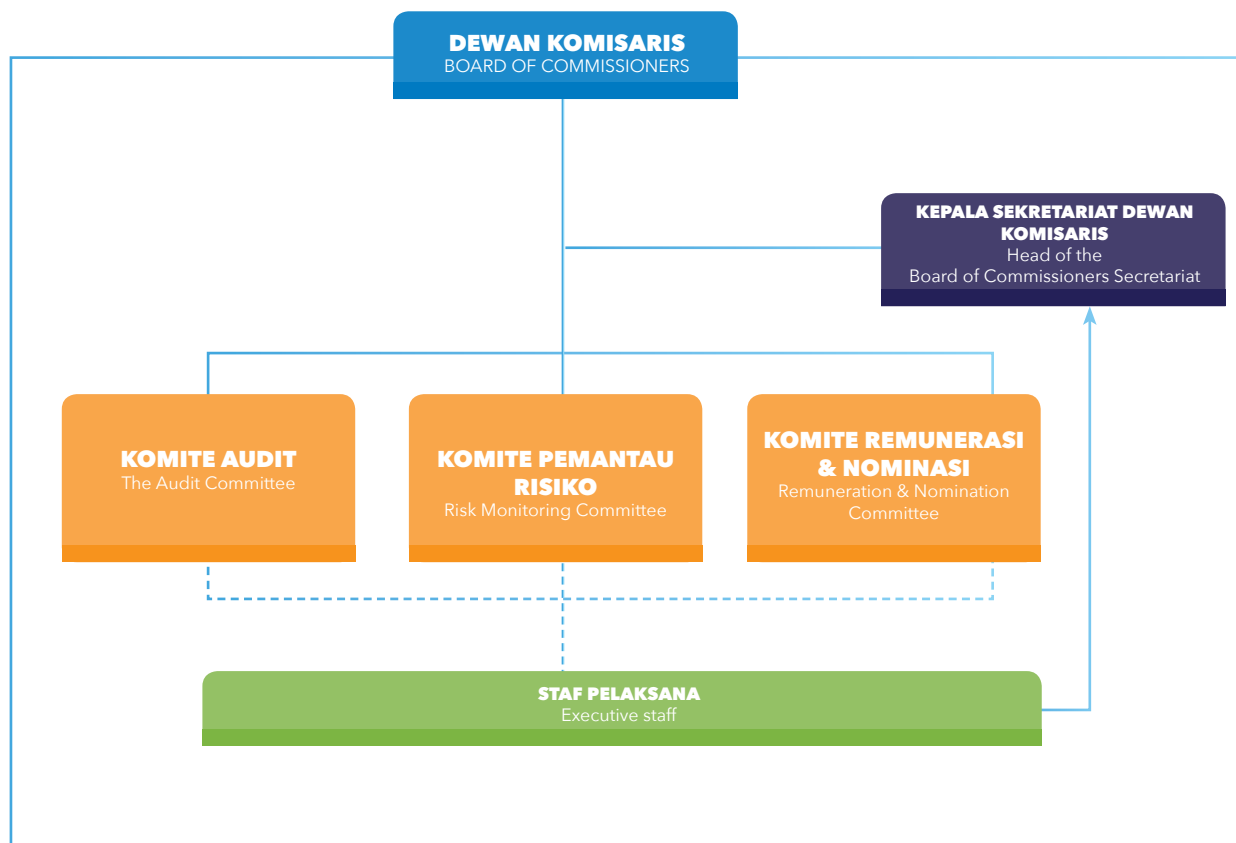 DEWAN KOMISARIS
BOARD OF COMMISSIONERS
KEPALA SEKRETARIAT DEWAN
KOMISARIS
Head of the
Board of Commissioners Secretariat
KOMITE AUDIT
The Audit Committee
KOMITE PEMANTAU
RISIKO
Risk Monitoring Committee
KOMITE REMUNERASI
& NOMINASI
Remuneration & Nomination
Committee
STAF PELAKSANA
Executive staff